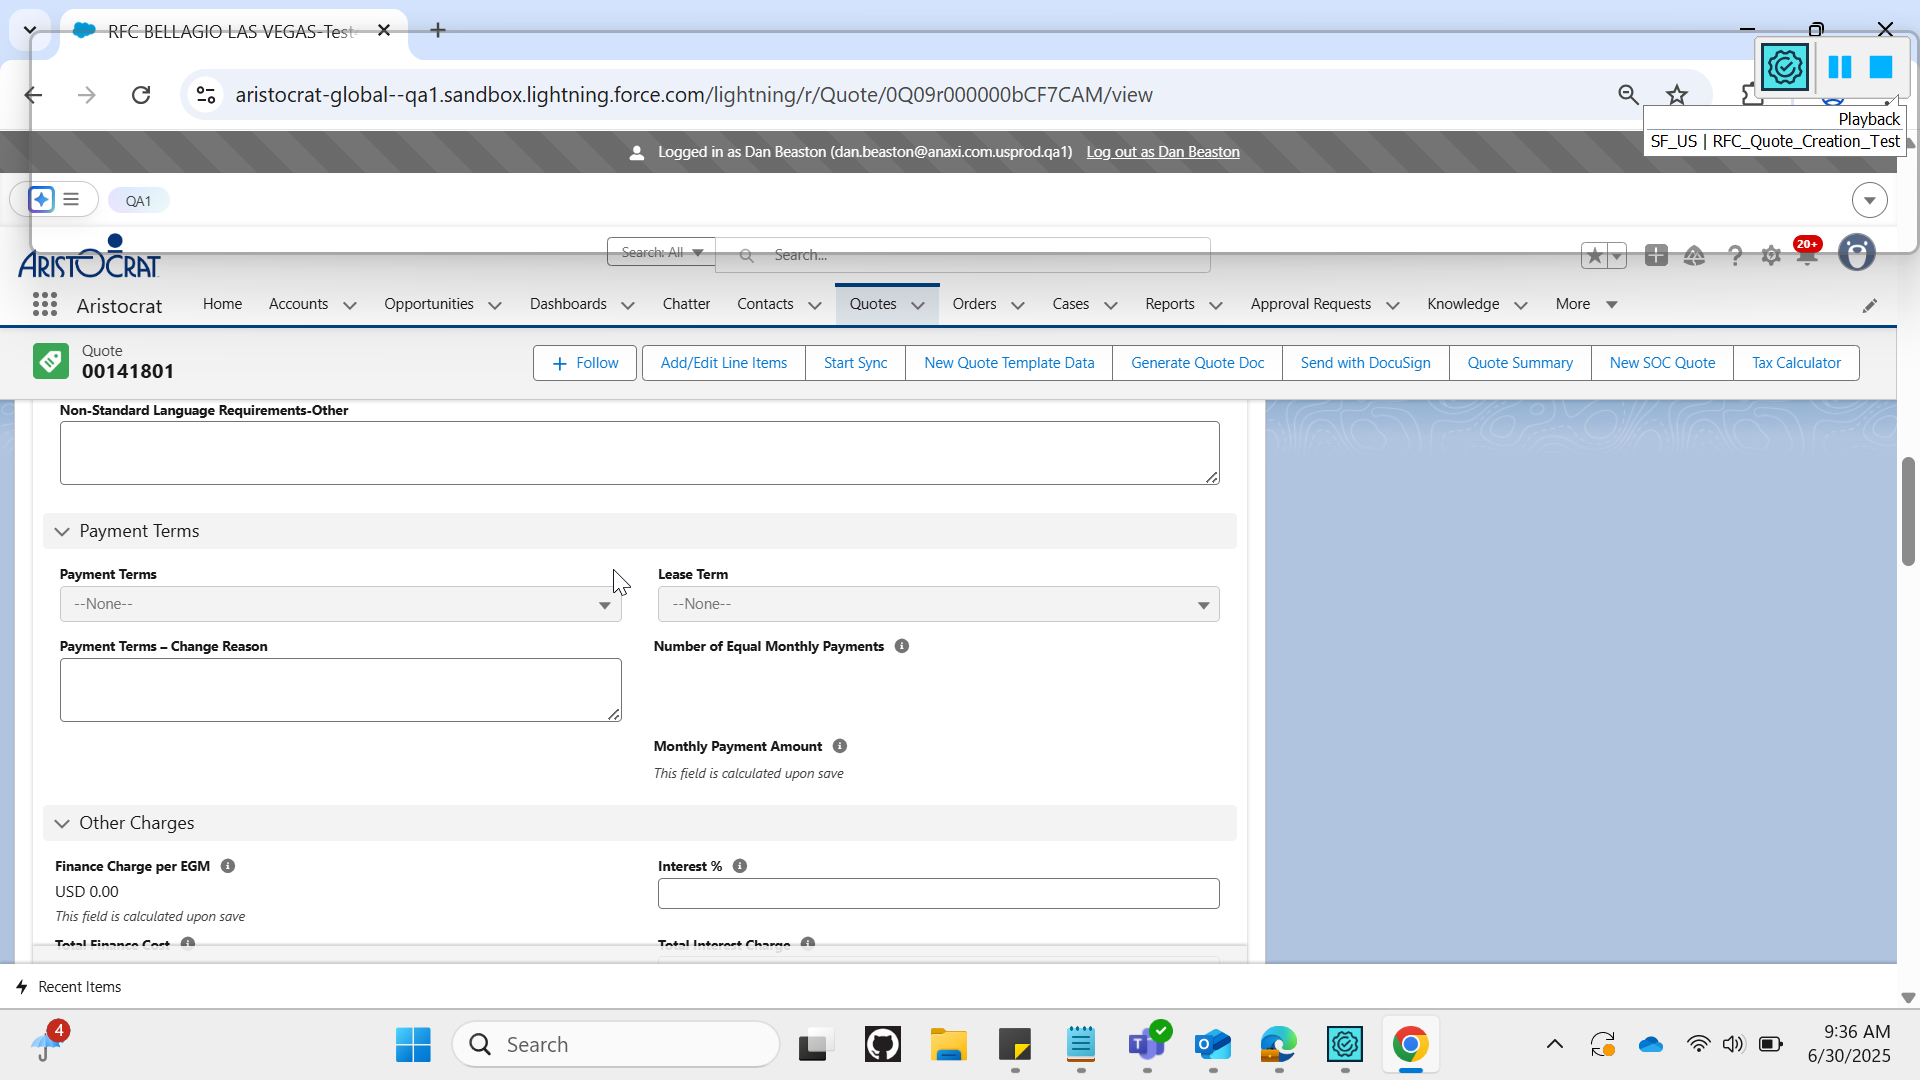 RFC BELLAGIO LAS VEGAS-Test
aristocrat-global--qa1.sandbox.lightning.force.com/lightning/r/Quote/0Q09r000000bCF7CAM/view
Playback
SF_US | RFC_Quote_Creation_Test
Logged in as Dan Beaston (dan.beaston@anaxi.com.usprod.qa1) Log out as Dan Beaston
QA1
ARISTOCRAT
Search: All
Search...
20+
Aristocrat
Home
Accounts
Opportunities
Dashboards
Chatter
Contacts
Quotes
Orders
Cases
Reports
Approval Requests
Knowledge
More
Quote
00141801
Follow
Add/Edit Line Items
Start Sync
New Quote Template Data
Generate Quote Doc
Send with DocuSign
Quote Summary
New SOC Quote
Tax Calculator
Non-Standard Language Requirements-Other
Payment Terms
Payment Terms
--None--
Lease Term
--None--
Payment Terms – Change Reason
Number of Equal Monthly Payments
Monthly Payment Amount
This field is calculated upon save
Other Charges
Finance Charge per EGM
USD 0.00
This field is calculated upon save
Interest %
Total Finance Cost
Total Interest Charge
Recent Items
4
Search
9:36 AM
6/30/2025